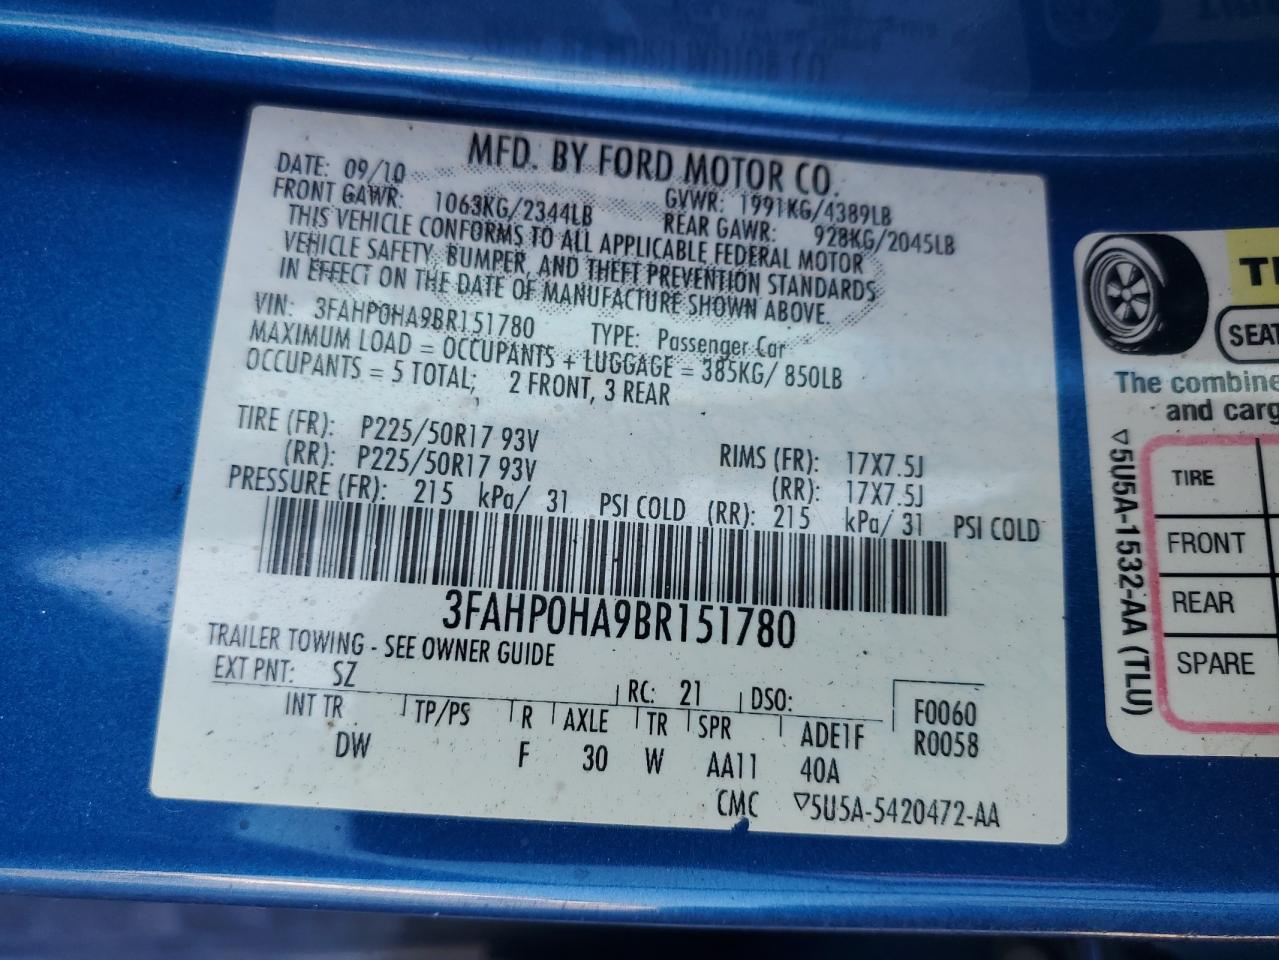 MFD. BY FORD MOTOR CO.
DATE: 09/10 GVWR: 1991KG/4389LB
FRONT GAWR: 1063KG/2344LB REAR GAWR: 928KG/2045LB
THIS VEHICLE CONFORMS TO ALL APPLICABLE FEDERAL MOTOR
VEHICLE SAFETY, BUMPER, AND THEFT PREVENTION STANDARDS
IN EFFECT ON THE DATE OF MANUFACTURE SHOWN ABOVE.
VIN: 3FAHP0HA9BR151780 TYPE: Passenger Car
MAXIMUM LOAD = OCCUPANTS + LUGGAGE = 385KG/ 850LB
OCCUPANTS = 5 TOTAL; 2 FRONT, 3 REAR
TIRE (FR): P225/50R17 93V RIMS (FR): 17X7.5J
(RR): P225/50R17 93V (RR): 17X7.5J
PRESSURE (FR): 215 kPa/ 31 PSI COLD (RR): 215 kPa/ 31 PSI COLD
3FAHP0HA9BR151780
TRAILER TOWING - SEE OWNER GUIDE
EXT PNT: SZ RC: 21 DSO: F0060
INT TR TP/PS R AXLE TR SPR ADE1F R0058
DW F 30 W AA11 40A
CMC ▽5U5A-5420472-AA
TI
SEAT
The combine
and carg
TIRE
FRONT
REAR
SPARE
▽5U5A-1532-AA (TLU)